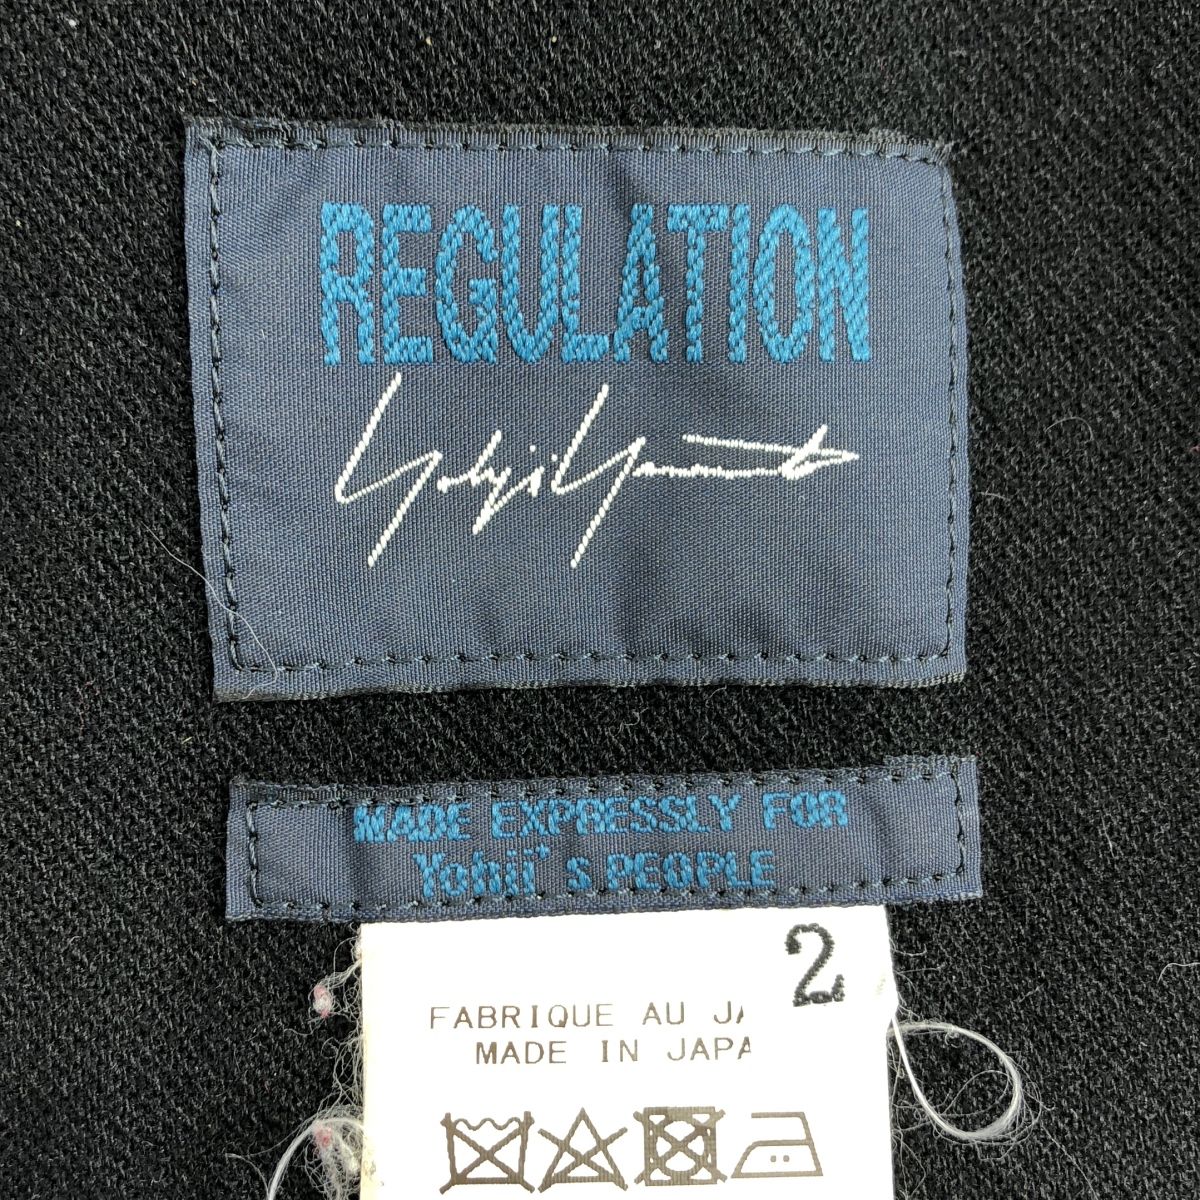 REGULATION
Yohji Yamamoto
MADE EXPRESSLY FOR
Yohji's PEOPLE
2
FABRIQUE AU JA
MADE IN JAPA